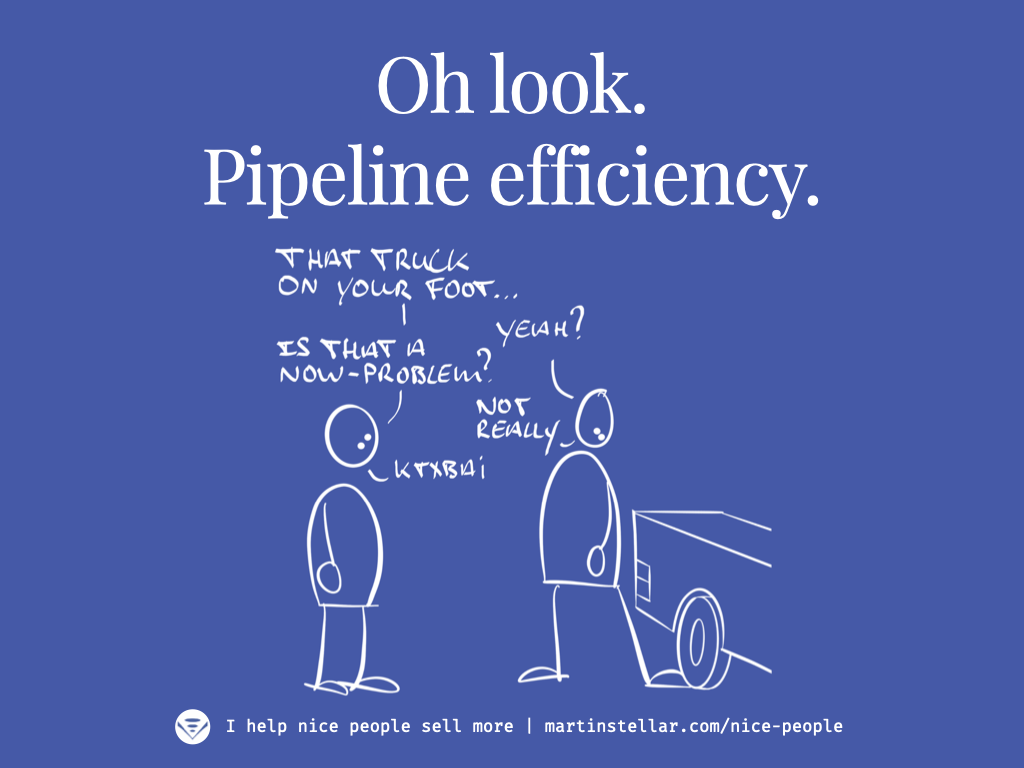 Oh look.
Pipeline efficiency.
THAT TRUCK
ON YOUR FOOT...
YEAH?
IS THAT A
NOW-PROBLEM?
NOT
REALLY
KTXBAi
I help nice people sell more | martinstellar.com/nice-people